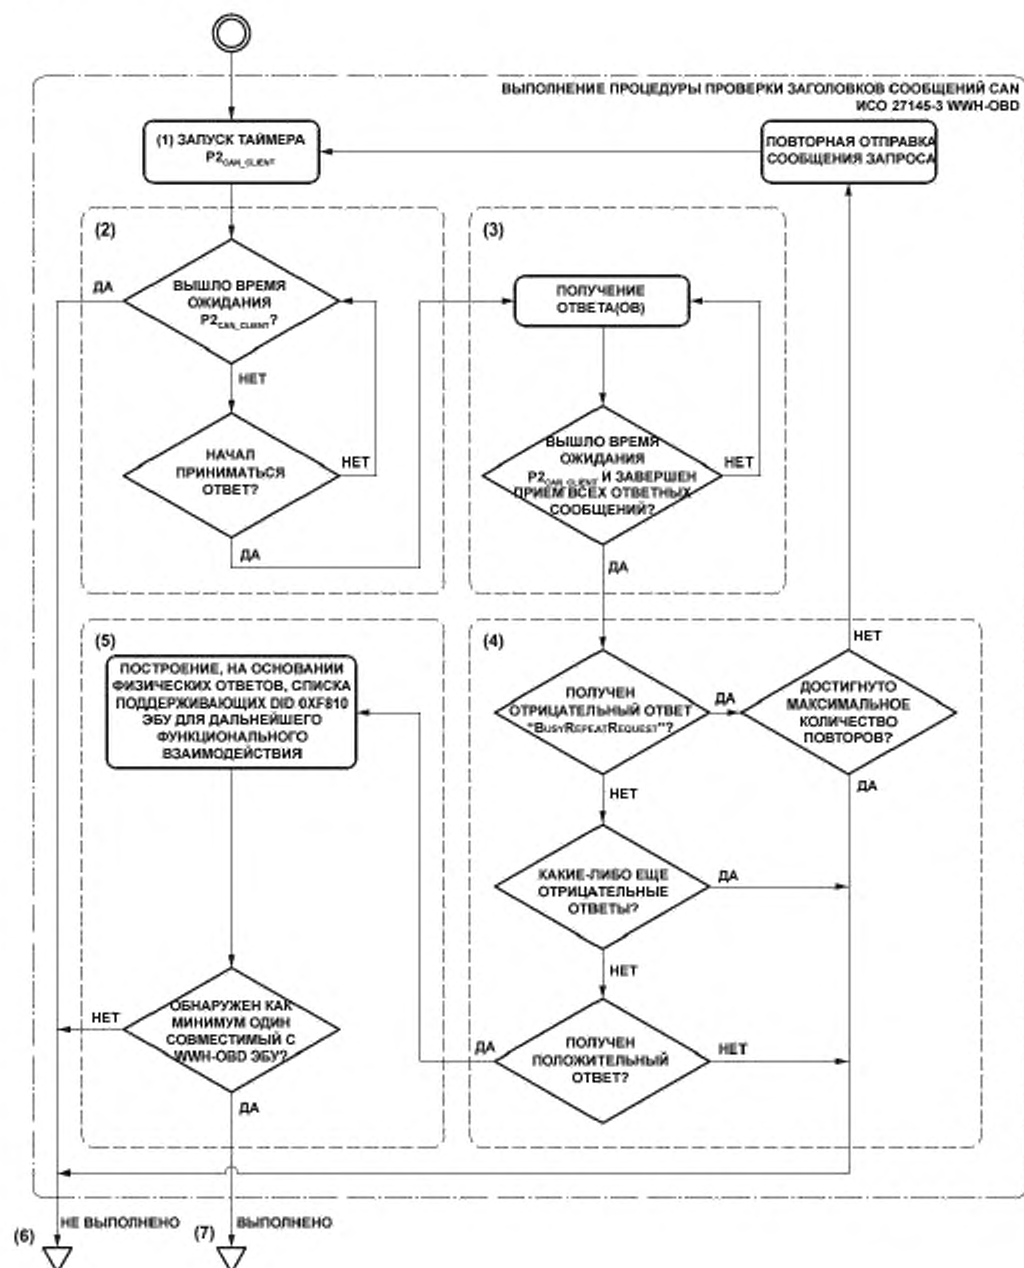 ВЫПОЛНЕНИЕ ПРОЦЕДУРЫ ПРОВЕРКИ ЗАГОЛОВКОВ СООБЩЕНИЙ CAN
ИСО 27145-3 WWH-OBD
(1) ЗАПУСК ТАЙМЕРА
P2CAN_CLIENT
ПОВТОРНАЯ ОТПРАВКА
СООБЩЕНИЯ ЗАПРОСА
(2)
ДА
ВЫШЛО ВРЕМЯ
ОЖИДАНИЯ
P2CAN_CLIENT?
НЕТ
НАЧАЛ
ПРИНИМАТЬСЯ
ОТВЕТ?
НЕТ
ДА
(3)
ПОЛУЧЕНИЕ
ОТВЕТА(ОВ)
ВЫШЛО ВРЕМЯ
ОЖИДАНИЯ
P2CAN_CLIENT И ЗАВЕРШЕН
ПРИЕМ ВСЕХ ОТВЕТНЫХ
СООБЩЕНИЙ?
НЕТ
ДА
(4)
ПОЛУЧЕН
ОТРИЦАТЕЛЬНЫЙ ОТВЕТ
"BUSYREPEATREQUEST"?
ДА
НЕТ
ДОСТИГНУТО
МАКСИМАЛЬНОЕ
КОЛИЧЕСТВО
ПОВТОРОВ?
ДА
НЕТ
КАКИЕ-ЛИБО ЕЩЕ
ОТРИЦАТЕЛЬНЫЕ
ОТВЕТЫ?
ДА
НЕТ
ПОЛУЧЕН
ПОЛОЖИТЕЛЬНЫЙ
ОТВЕТ?
ДА
НЕТ
(5)
ПОСТРОЕНИЕ, НА ОСНОВАНИИ
ФИЗИЧЕСКИХ ОТВЕТОВ, СПИСКА
ПОДДЕРЖИВАЮЩИХ DID 0XF810
ЭБУ ДЛЯ ДАЛЬНЕЙШЕГО
ФУНКЦИОНАЛЬНОГО
ВЗАИМОДЕЙСТВИЯ
НЕТ
ОБНАРУЖЕН КАК
МИНИМУМ ОДИН
СОВМЕСТИМЫЙ С
WWH-OBD ЭБУ?
ДА
(6)
НЕ ВЫПОЛНЕНО
(7)
ВЫПОЛНЕНО